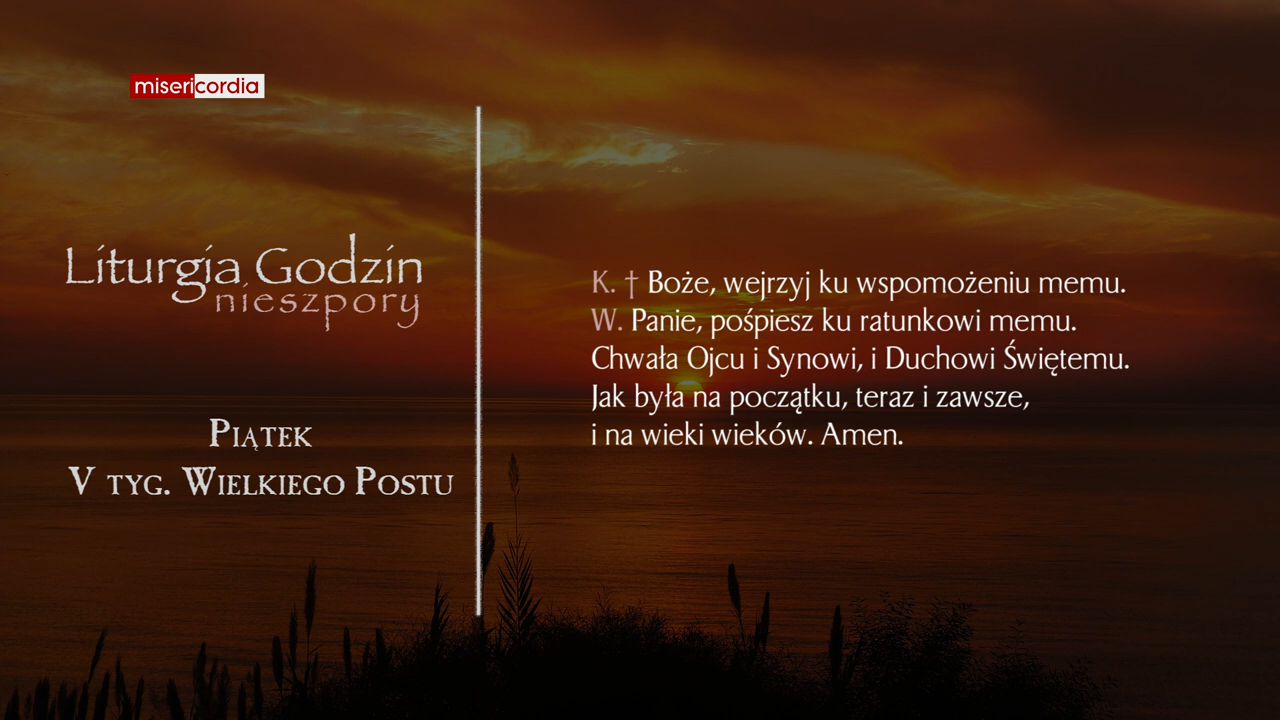 misericordia
Liturgia Godzin
nieszpory
Piątek
V tyg. Wielkiego Postu
K. † Boże, wejrzyj ku wspomożeniu memu.
W. Panie, pośpiesz ku ratunkowi memu.
Chwała Ojcu i Synowi, i Duchowi Świętemu.
Jak była na początku, teraz i zawsze,
i na wieki wieków. Amen.